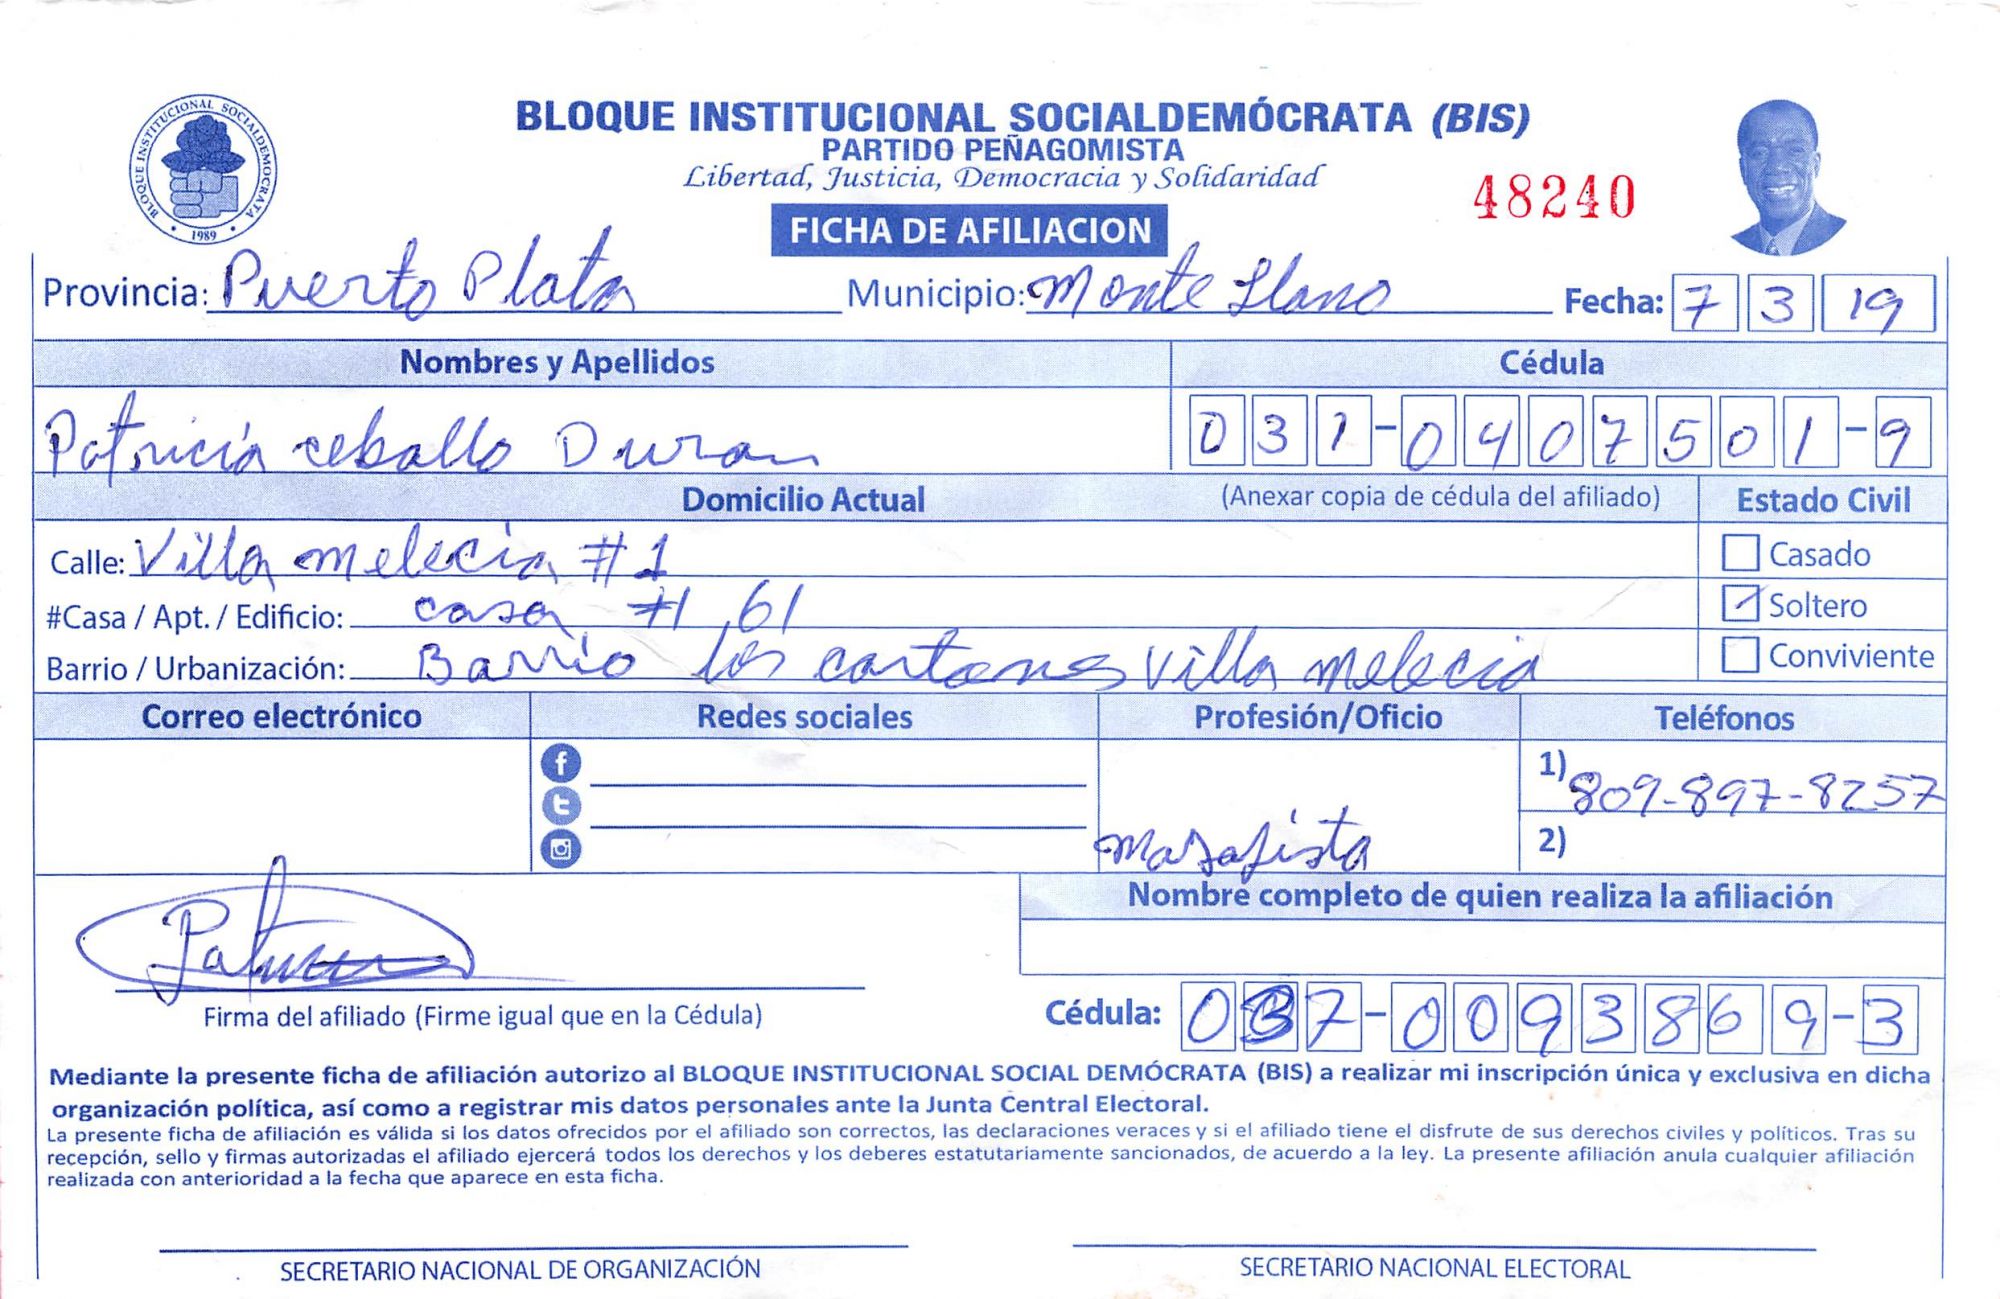 BLOQUE INSTITUCIONAL SOCIALDEMOCRATA
1989
BLOQUE INSTITUCIONAL SOCIALDEMÓCRATA (BIS)
PARTIDO PEÑAGOMISTA
Libertad, Justicia, Democracia y Solidaridad
48240
FICHA DE AFILIACION
Provincia: Puerto Plata Municipio: Monte Llano Fecha: 7 3 19
Nombres y Apellidos Cédula
Patricia ceballo Duran 031-0407501-9
Domicilio Actual (Anexar copia de cédula del afiliado) Estado Civil
Calle: Villa melecia #1 Casado
#Casa / Apt. / Edificio: casa # 61 Soltero
Barrio / Urbanización: Barrio los cartones Villa melecia Conviviente
Correo electrónico Redes sociales Profesión/Oficio Teléfonos
1) 809-897-8257
masajista 2)
Nombre completo de quien realiza la afiliación
Patricia
Firma del afiliado (Firme igual que en la Cédula) Cédula: 037-0093869-3
Mediante la presente ficha de afiliación autorizo al BLOQUE INSTITUCIONAL SOCIAL DEMÓCRATA (BIS) a realizar mi inscripción única y exclusiva en dicha
organización política, así como a registrar mis datos personales ante la Junta Central Electoral.
La presente ficha de afiliación es válida si los datos ofrecidos por el afiliado son correctos, las declaraciones veraces y si el afiliado tiene el disfrute de sus derechos civiles y políticos. Tras su
recepción, sello y firmas autorizadas el afiliado ejercerá todos los derechos y los deberes estatutariamente sancionados, de acuerdo a la ley. La presente afiliación anula cualquier afiliación
realizada con anterioridad a la fecha que aparece en esta ficha.
SECRETARIO NACIONAL DE ORGANIZACIÓN SECRETARIO NACIONAL ELECTORAL